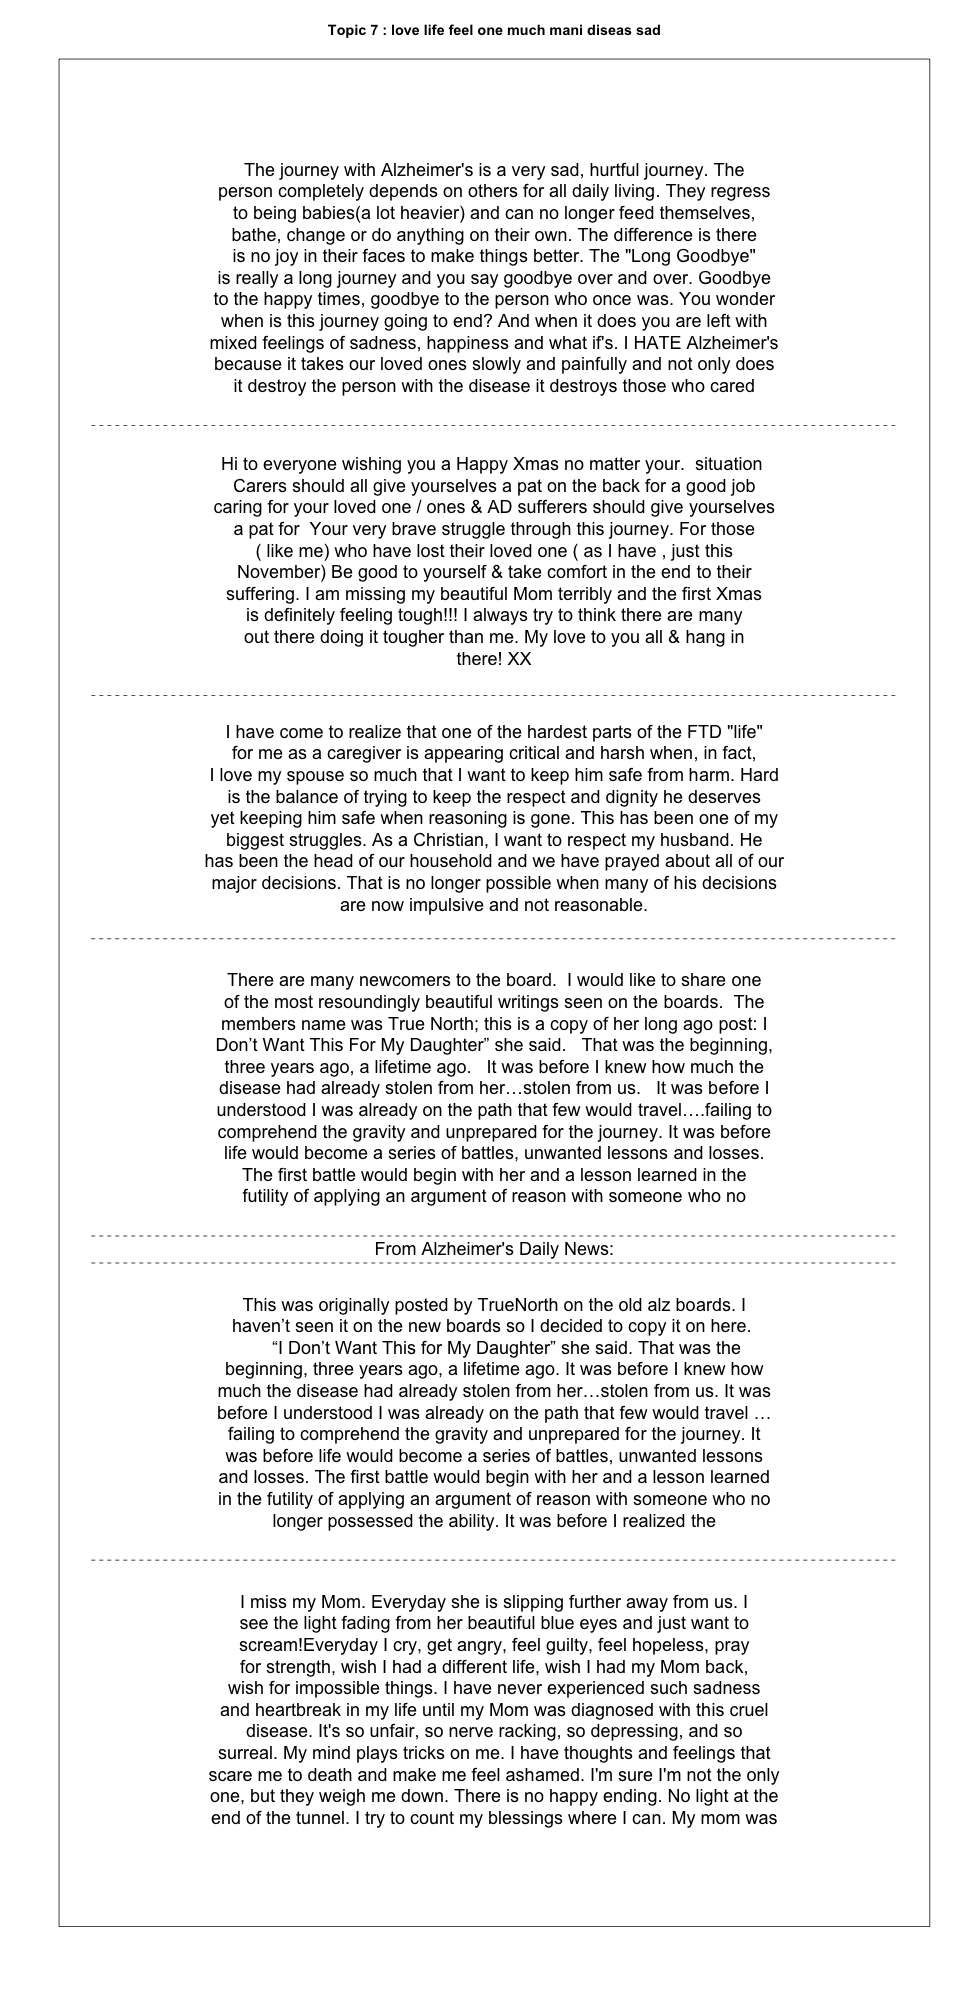 Topic 7 : love life feel one much mani diseas sad
The journey with Alzheimer's is a very sad, hurtful journey. The
person completely depends on others for all daily living. They regress
to being babies(a lot heavier) and can no longer feed themselves,
bathe, change or do anything on their own. The difference is there
is no joy in their faces to make things better. The "Long Goodbye"
is really a long journey and you say goodbye over and over. Goodbye
to the happy times, goodbye to the person who once was. You wonder
when is this journey going to end? And when it does you are left with
mixed feelings of sadness, happiness and what if's. I HATE Alzheimer's
because it takes our loved ones slowly and painfully and not only does
it destroy the person with the disease it destroys those who cared
Hi to everyone wishing you a Happy Xmas no matter your.  situation
Carers should all give yourselves a pat on the back for a good job
caring for your loved one / ones & AD sufferers should give yourselves
a pat for  Your very brave struggle through this journey. For those
( like me) who have lost their loved one ( as I have , just this
November) Be good to yourself & take comfort in the end to their
suffering. I am missing my beautiful Mom terribly and the first Xmas
is definitely feeling tough!!! I always try to think there are many
out there doing it tougher than me. My love to you all & hang in
there! XX
I have come to realize that one of the hardest parts of the FTD "life"
for me as a caregiver is appearing critical and harsh when, in fact,
I love my spouse so much that I want to keep him safe from harm. Hard
is the balance of trying to keep the respect and dignity he deserves
yet keeping him safe when reasoning is gone. This has been one of my
biggest struggles. As a Christian, I want to respect my husband. He
has been the head of our household and we have prayed about all of our
major decisions. That is no longer possible when many of his decisions
are now impulsive and not reasonable.
There are many newcomers to the board.  I would like to share one
of the most resoundingly beautiful writings seen on the boards.  The
members name was True North; this is a copy of her long ago post: I
Don’t Want This For My Daughter” she said.   That was the beginning,
three years ago, a lifetime ago.   It was before I knew how much the
disease had already stolen from her…stolen from us.   It was before I
understood I was already on the path that few would travel….failing to
comprehend the gravity and unprepared for the journey. It was before
life would become a series of battles, unwanted lessons and losses.
The first battle would begin with her and a lesson learned in the
futility of applying an argument of reason with someone who no
From Alzheimer's Daily News:
This was originally posted by TrueNorth on the old alz boards. I
haven’t seen it on the new boards so I decided to copy it on here.
“I Don’t Want This for My Daughter” she said. That was the
beginning, three years ago, a lifetime ago. It was before I knew how
much the disease had already stolen from her…stolen from us. It was
before I understood I was already on the path that few would travel …
failing to comprehend the gravity and unprepared for the journey. It
was before life would become a series of battles, unwanted lessons
and losses. The first battle would begin with her and a lesson learned
in the futility of applying an argument of reason with someone who no
longer possessed the ability. It was before I realized the
I miss my Mom. Everyday she is slipping further away from us. I
see the light fading from her beautiful blue eyes and just want to
scream!Everyday I cry, get angry, feel guilty, feel hopeless, pray
for strength, wish I had a different life, wish I had my Mom back,
wish for impossible things. I have never experienced such sadness
and heartbreak in my life until my Mom was diagnosed with this cruel
disease. It's so unfair, so nerve racking, so depressing, and so
surreal. My mind plays tricks on me. I have thoughts and feelings that
scare me to death and make me feel ashamed. I'm sure I'm not the only
one, but they weigh me down. There is no happy ending. No light at the
end of the tunnel. I try to count my blessings where I can. My mom was